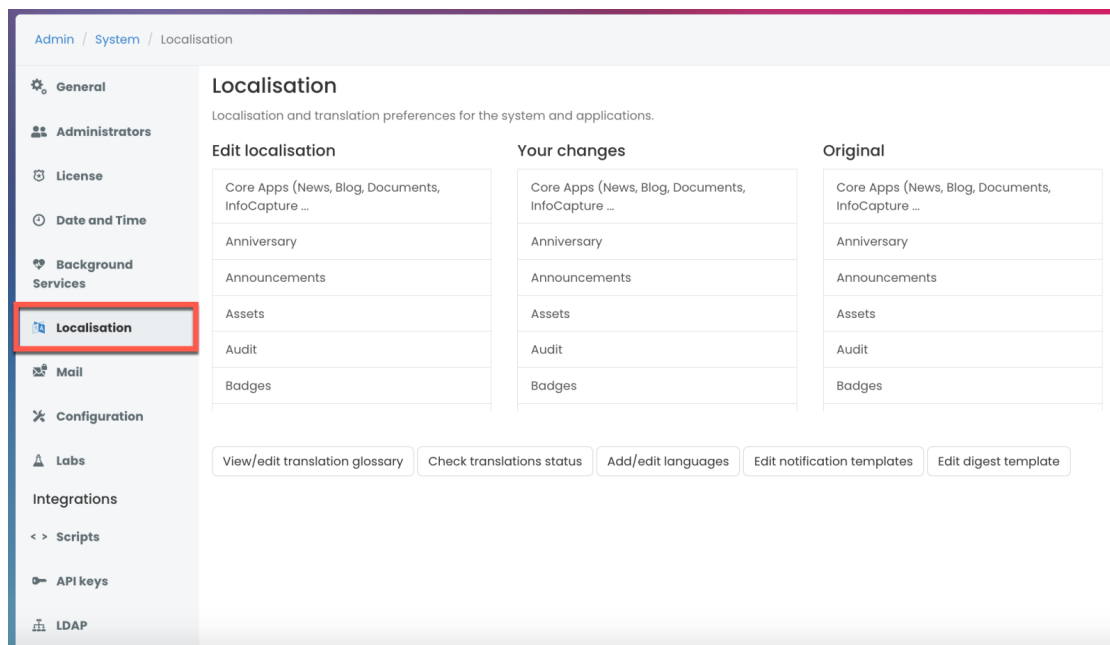 Admin / System / Localisation
General
Administrators
License
Date and Time
Background
Services
Localisation
Mail
Configuration
Labs
Integrations
< > Scripts
API keys
LDAP
Localisation
Localisation and translation preferences for the system and applications.
Edit localisation
Core Apps (News, Blog, Documents,
InfoCapture ...
Anniversary
Announcements
Assets
Audit
Badges
Your changes
Core Apps (News, Blog, Documents,
InfoCapture ...
Anniversary
Announcements
Assets
Audit
Badges
Original
Core Apps (News, Blog, Documents,
InfoCapture ...
Anniversary
Announcements
Assets
Audit
Badges
View/edit translation glossary Check translations status Add/edit languages Edit notification templates Edit digest template